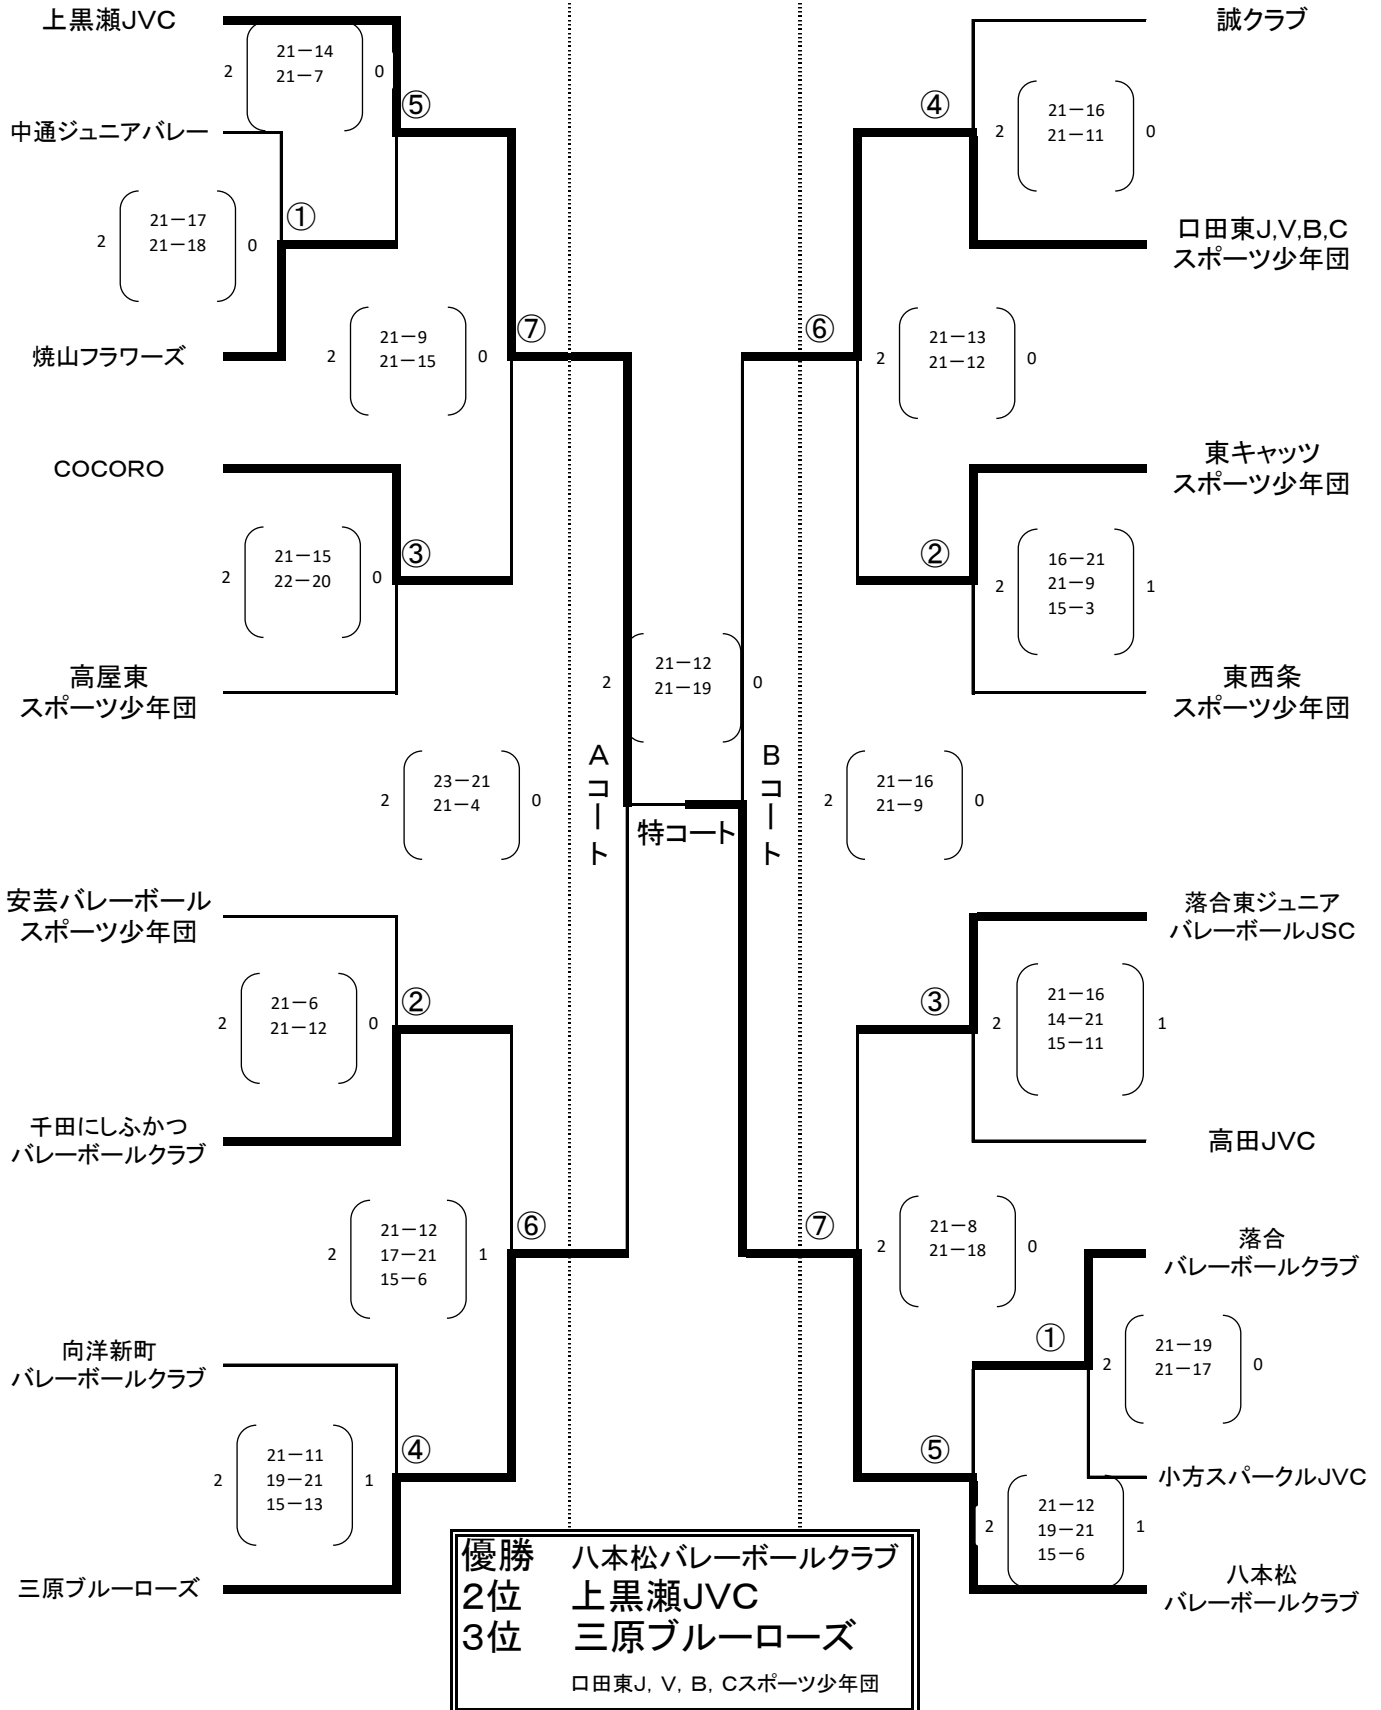 上黒瀬JVC
2
21－14
21－7
0
⑤
中通ジュニアバレー
2
21－17
21－18
0
①
焼山フラワーズ
2
21－9
21－15
0
⑦
COCORO
2
21－15
22－20
0
③
高屋東
スポーツ少年団
2
23－21
21－4
0
安芸バレーボール
スポーツ少年団
2
21－6
21－12
0
②
千田にしふかつ
バレーボールクラブ
2
21－12
17－21
15－6
1
⑥
向洋新町
バレーボールクラブ
2
21－11
19－21
15－13
1
④
三原ブルーローズ
Aコート
2
21－12
21－19
0
特コート
Bコート
誠クラブ
④
2
21－16
21－11
0
口田東J,V,B,C
スポーツ少年団
⑥
2
21－13
21－12
0
東キャッツ
スポーツ少年団
②
2
16－21
21－9
15－3
1
東西条
スポーツ少年団
2
21－16
21－9
0
落合東ジュニア
バレーボールJSC
③
2
21－16
14－21
15－11
1
高田JVC
⑦
2
21－8
21－18
0
落合
バレーボールクラブ
①
2
21－19
21－17
0
小方スパークルJVC
⑤
2
21－12
19－21
15－6
1
八本松
バレーボールクラブ
優勝 八本松バレーボールクラブ
2位 上黒瀬JVC
3位 三原ブルーローズ
口田東J, V, B, Cスポーツ少年団